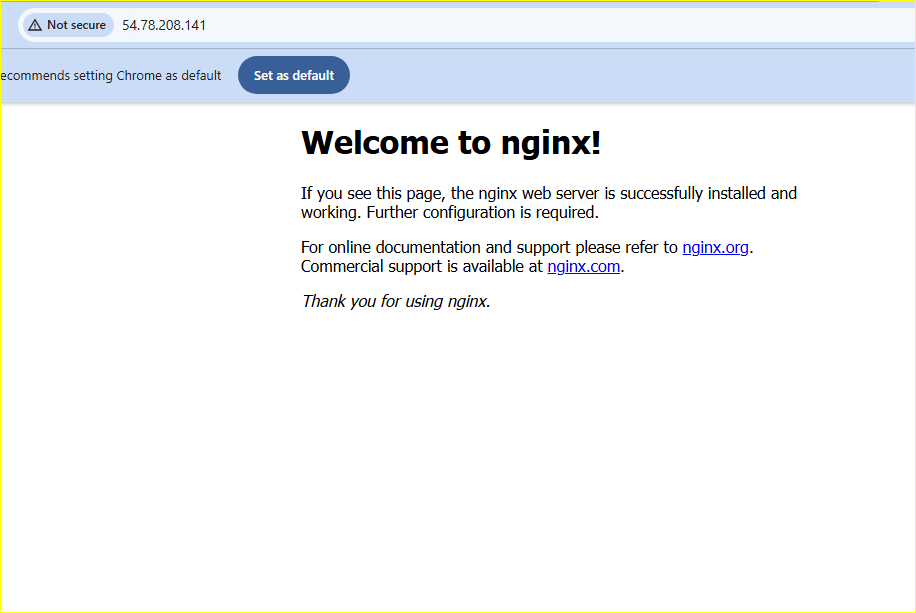 Not secure 54.78.208.141
ecommends setting Chrome as default Set as default
Welcome to nginx!
If you see this page, the nginx web server is successfully installed and
working. Further configuration is required.
For online documentation and support please refer to nginx.org.
Commercial support is available at nginx.com.
Thank you for using nginx.